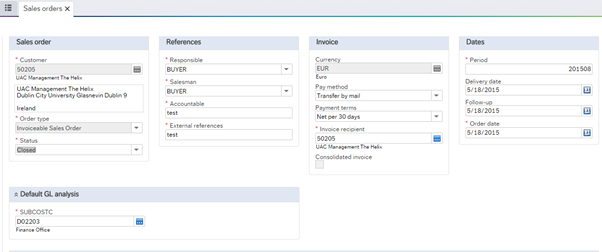 Sales orders
Sales order
* Customer
50205
UAC Management The Helix
UAC Management The Helix
Dublin City University Glasnevin Dublin 9
Ireland
* Order type
Invoiceable Sales Order
* Status
Closed
References
* Responsible
BUYER
* Salesman
BUYER
* Accountable
test
* External references
test
Invoice
Currency
EUR
Euro
Pay method
Transfer by mail
Payment terms
Net per 30 days
* Invoice recipient
50205
UAC Management The Helix
Consolidated invoice
Dates
* Period
201508
Delivery date
5/18/2015
Follow-up
5/18/2015
* Order date
5/18/2015
Default GL analysis
* SUBCOSTC
D02203
Finance Office